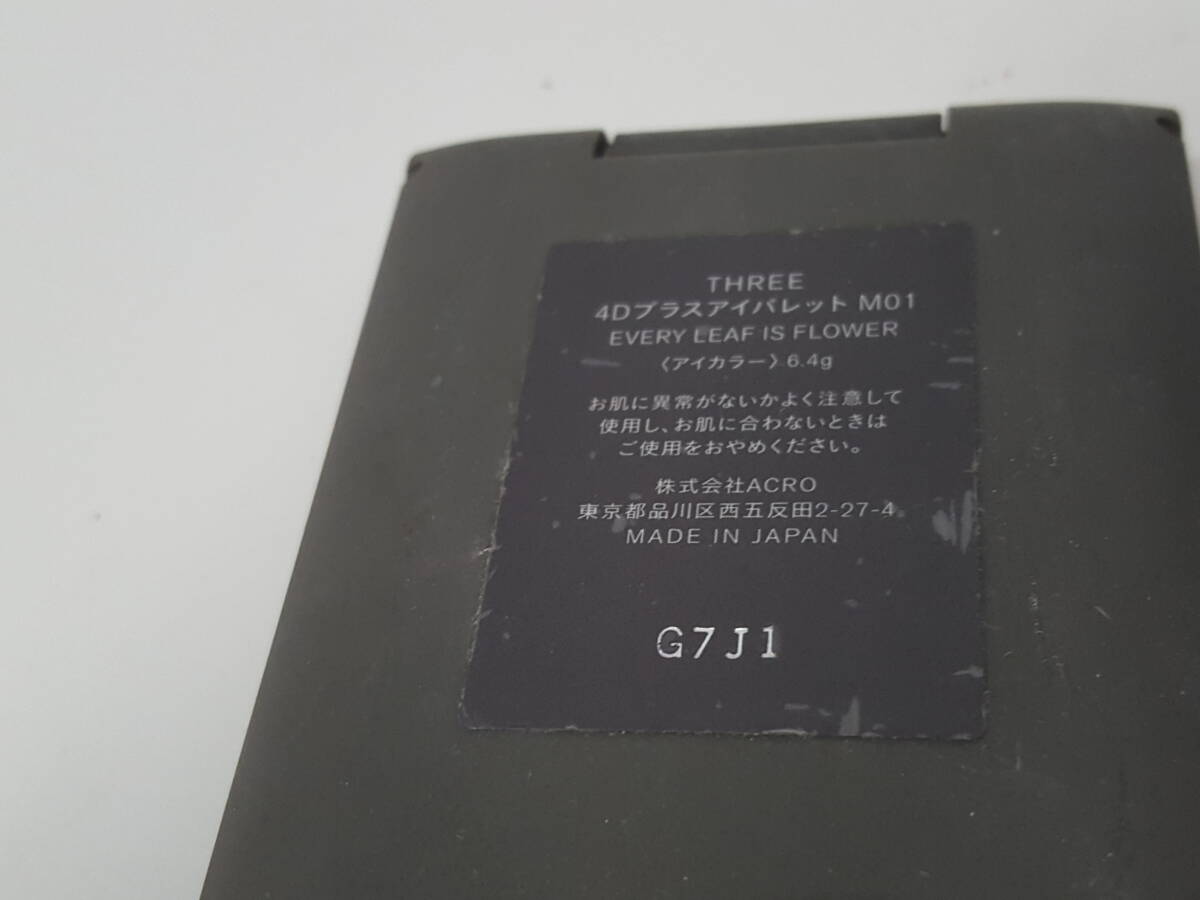 THREE
4Dプラスアイパレット M01
EVERY LEAF IS FLOWER
〈アイカラー〉6.4g
お肌に異常がないかよく注意して
使用し、お肌に合わないときは
ご使用をおやめください。
株式会社ACRO
東京都品川区西五反田2-27-4
MADE IN JAPAN
G7J1